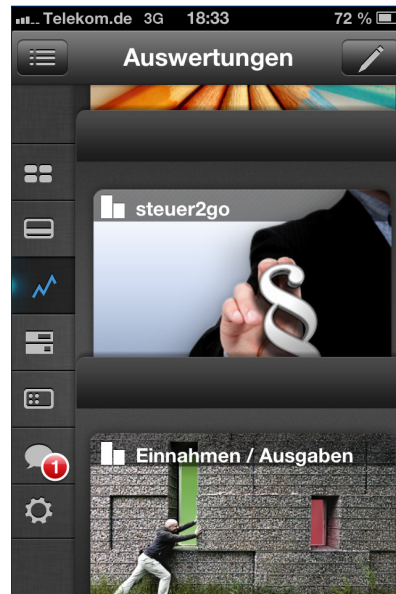 Telekom.de 3G 18:33 72 %
Auswertungen
steuer2go
§
1
Einnahmen / Ausgaben